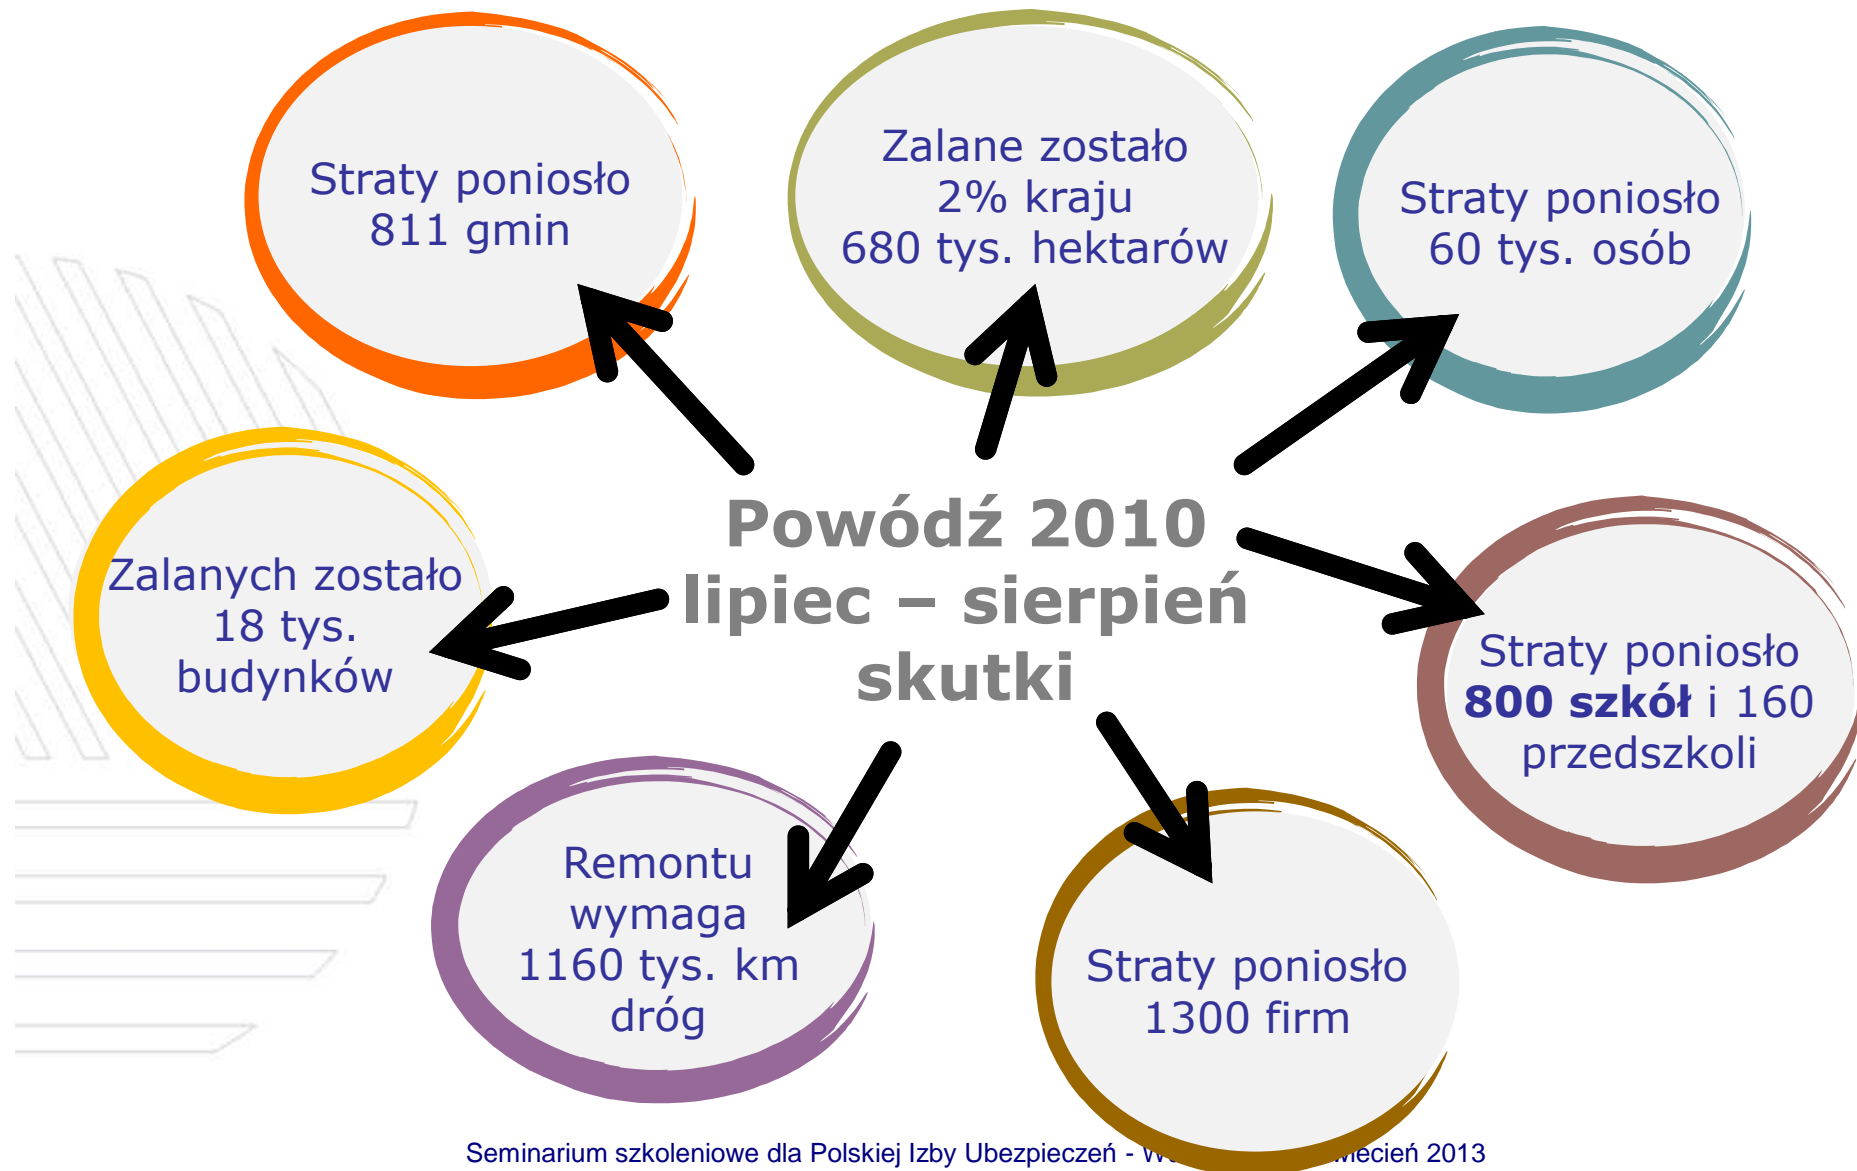 Straty poniosło
811 gmin
Zalane zostało
2% kraju
680 tys. hektarów
Straty poniosło
60 tys. osób
Powódź 2010
lipiec – sierpień
skutki
Zalanych zostało
18 tys.
budynków
Straty poniosło
800 szkół i 160
przedszkoli
Remontu
wymaga
1160 tys. km
dróg
Straty poniosło
1300 firm
Seminarium szkoleniowe dla Polskiej Izby Ubezpieczeń - 2013